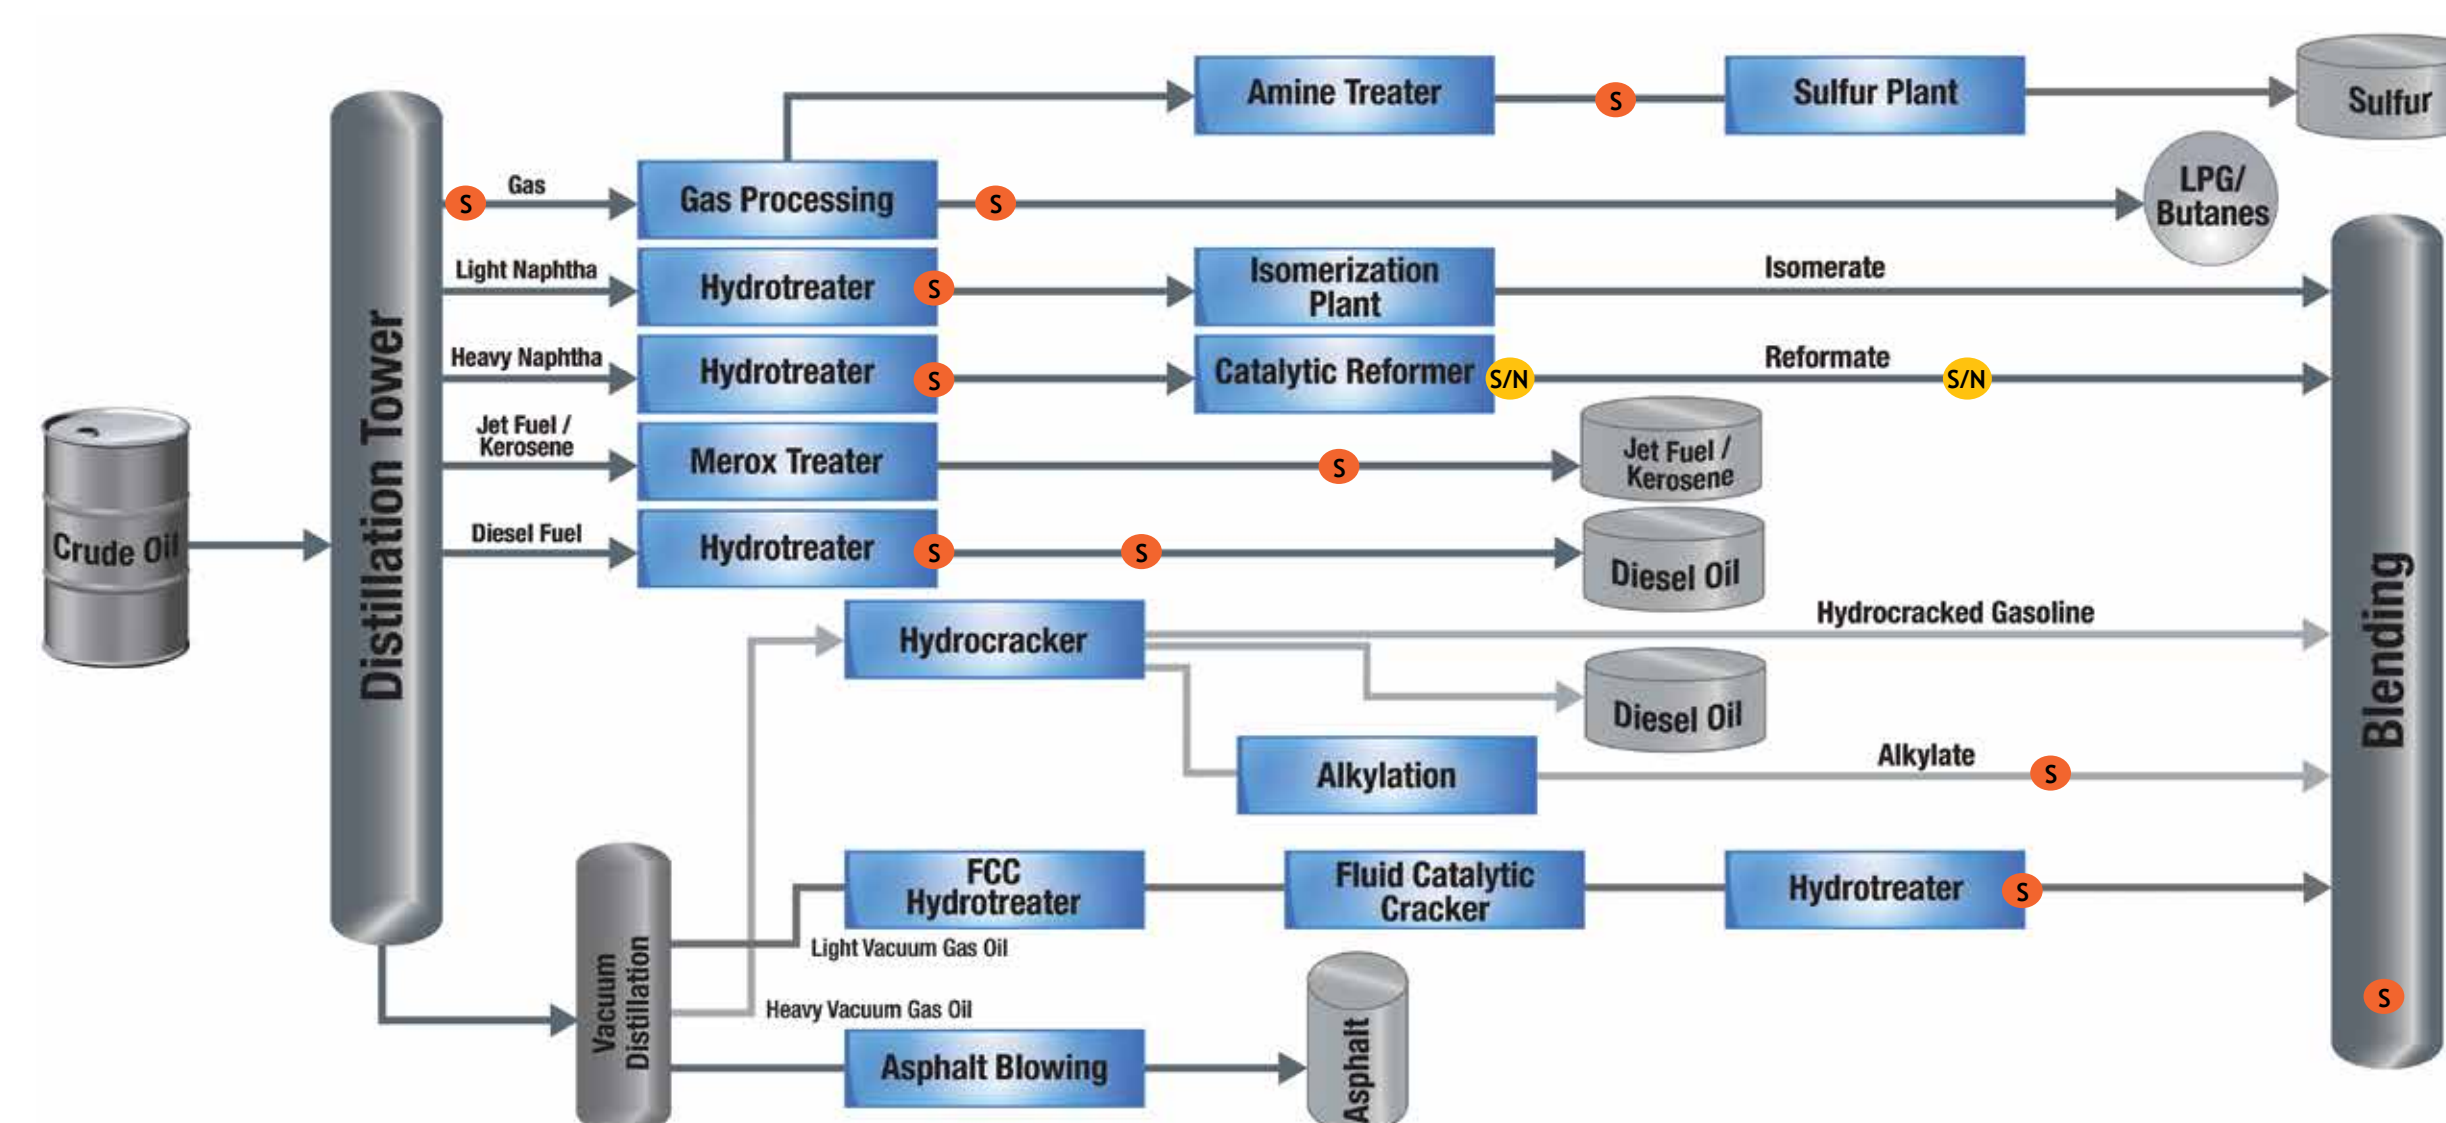 Amine Treater
S
Sulfur Plant
Sulfur
Gas
S
Gas Processing
S
LPG/
Butanes
Light Naphtha
Hydrotreater
S
Isomerization
Plant
Isomerate
Heavy Naphtha
Hydrotreater
S
Catalytic Reformer
S/N
Reformate
S/N
Jet Fuel /
Kerosene
Merox Treater
S
Jet Fuel /
Kerosene
Crude Oil
Distillation Tower
Diesel Fuel
Hydrotreater
S
S
Diesel Oil
Hydrocracker
Hydrocracked Gasoline
Diesel Oil
Blending
Alkylation
Alkylate
S
FCC
Hydrotreater
Fluid Catalytic
Cracker
Hydrotreater
S
Light Vacuum Gas Oil
Vacuum
Distillation
Heavy Vacuum Gas Oil
S
Asphalt Blowing
Asphalt